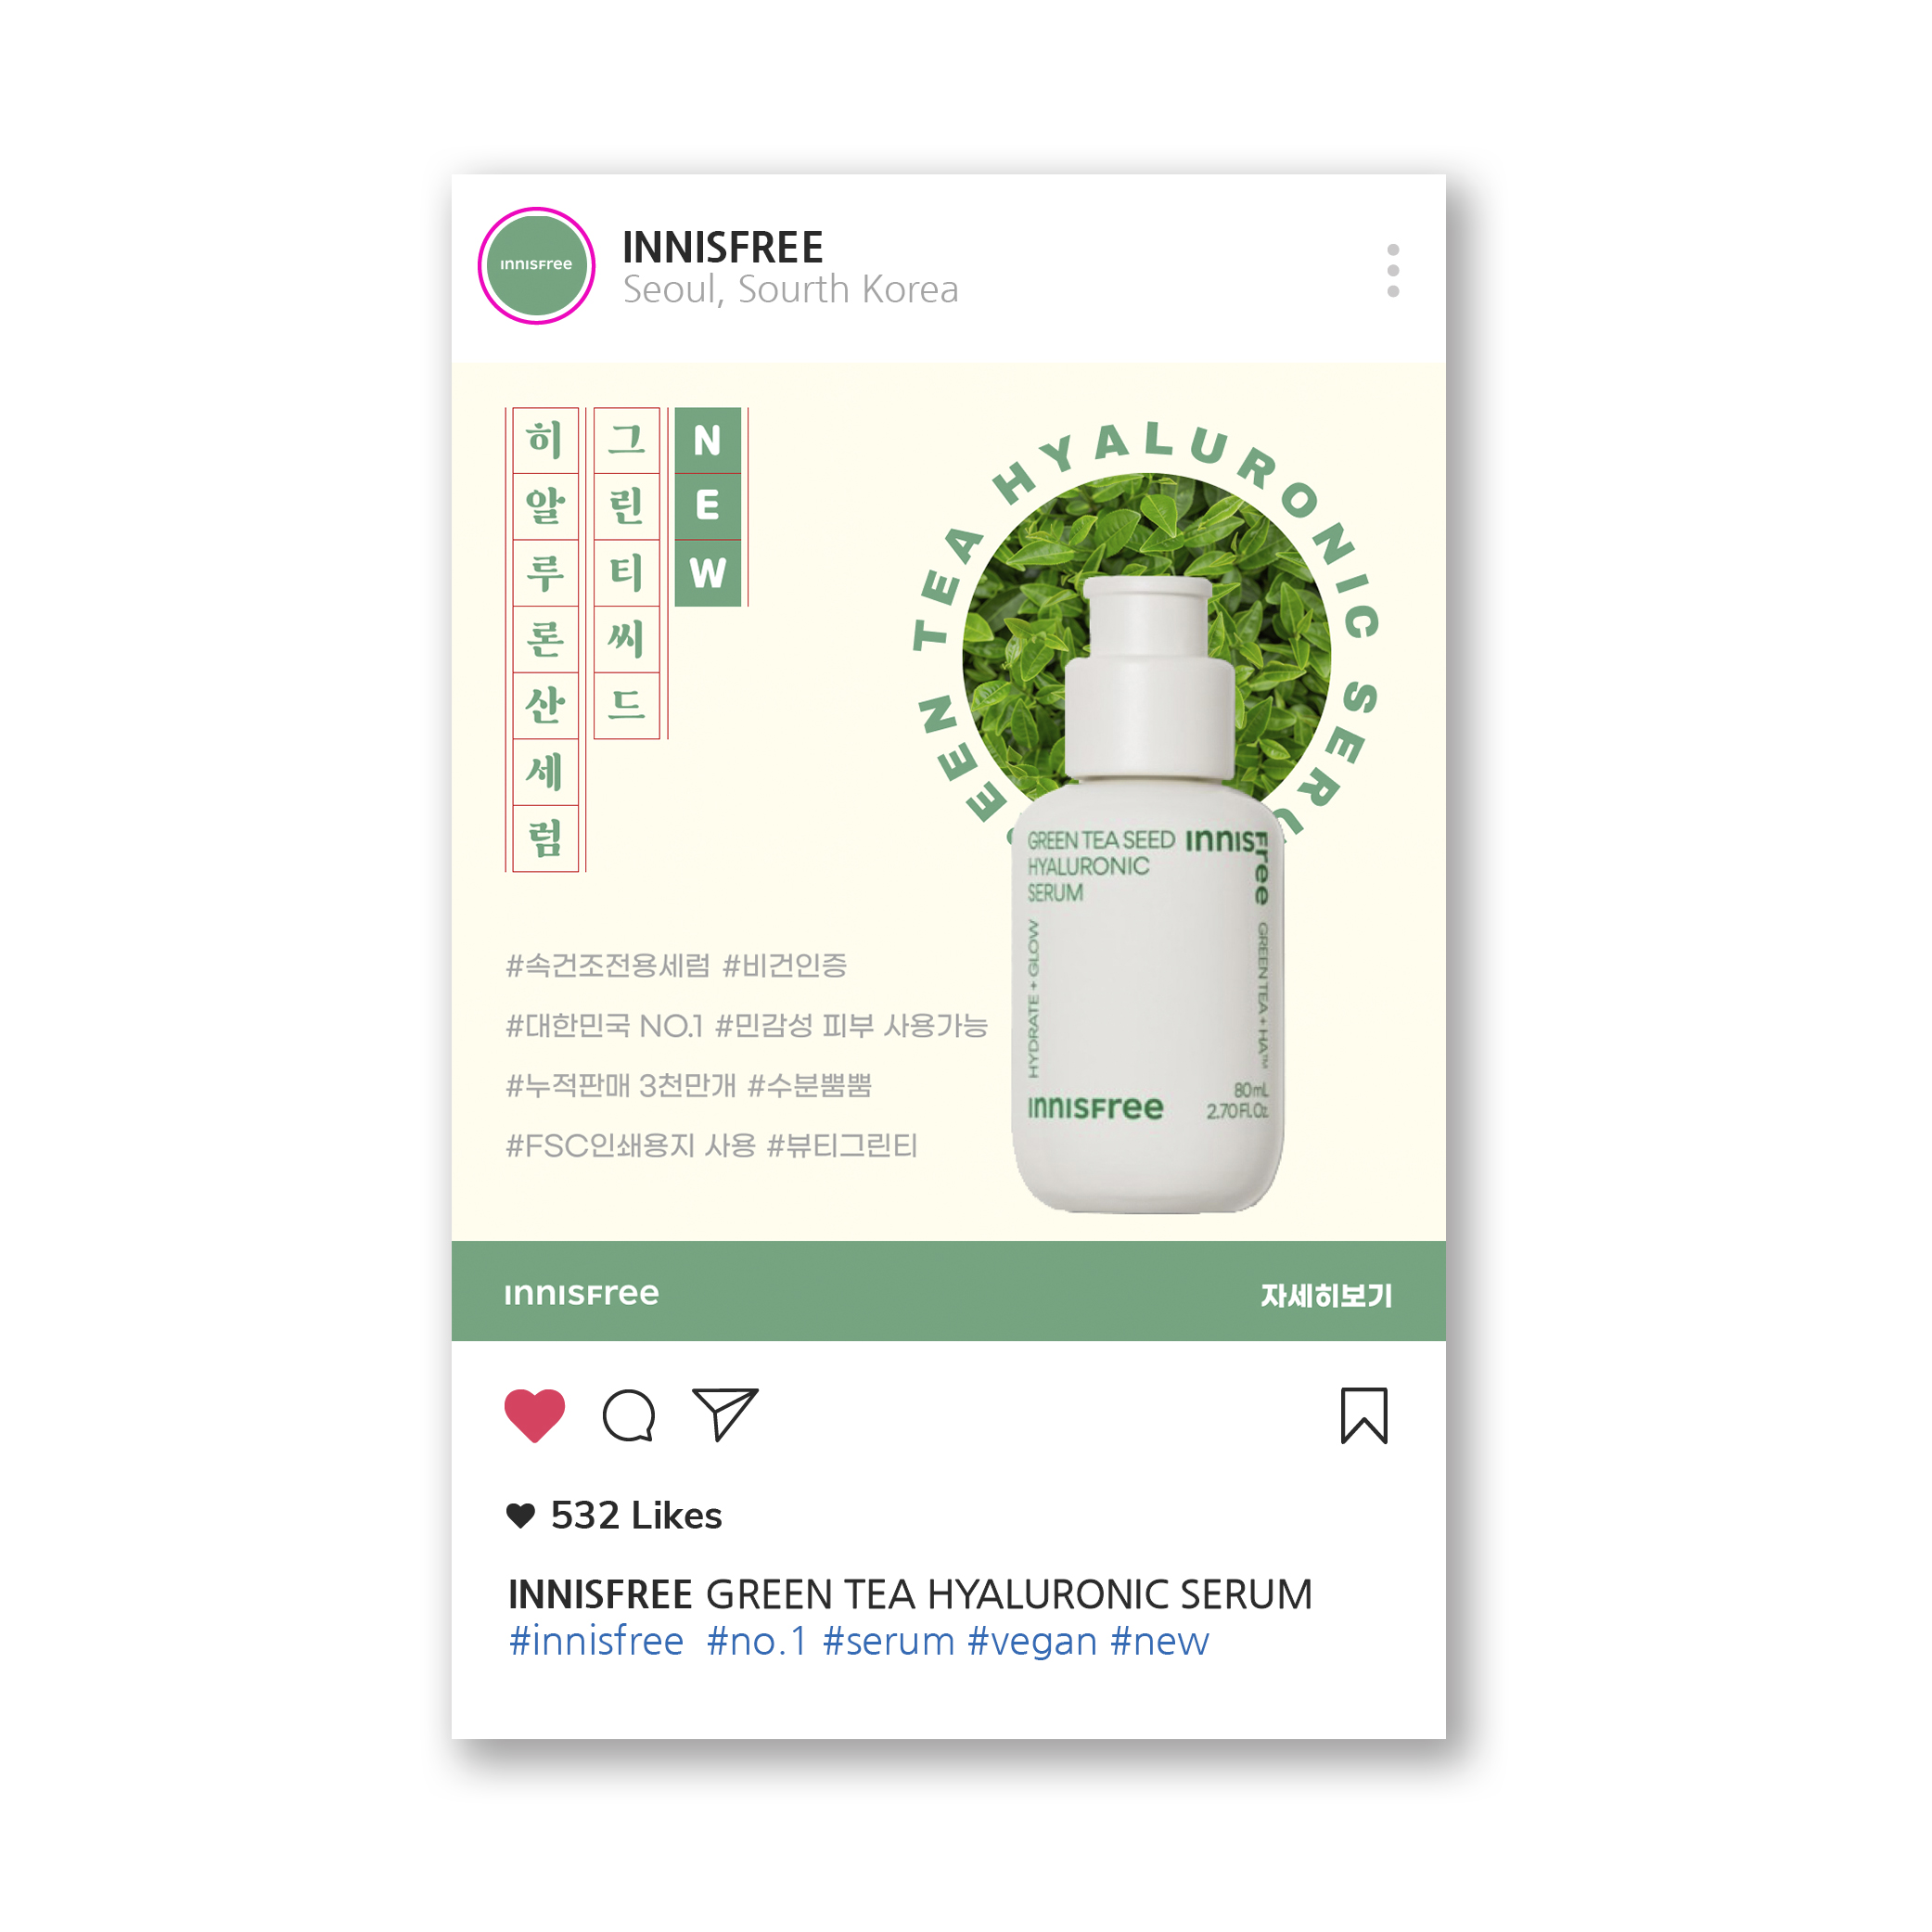 innisfree
INNISFREE
Seoul, Sourth Korea
NEW
그린티씨드
히알루론산세럼
EEN TEA HYALURONIC SERU
GREEN TEA SEED
HYALURONIC
SERUM
innisfree
HYDRATE + GLOW
GREEN TEA + HA™
innisfree
80mL
2.70 Fl.Oz.
#속건조전용세럼 #비건인증
#대한민국 NO.1 #민감성 피부 사용가능
#누적판매 3천만개 #수분뿜뿜
#FSC인쇄용지 사용 #뷰티그린티
innisfree
자세히보기
532 Likes
INNISFREE GREEN TEA HYALURONIC SERUM
#innisfree #no.1 #serum #vegan #new